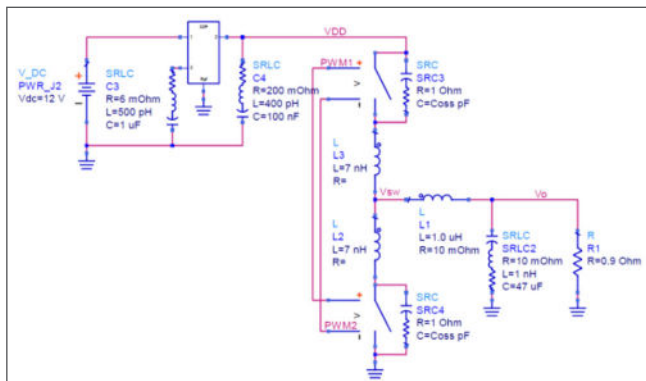 VDD
1
2
Ref
V_DC
PWR_J2
Vdc=12 V
SRLC
C3
R=6 mOhm
L=500 pH
C=1 uF
SRLC
C4
R=200 mOhm
L=400 pH
C=100 nF
PWM1
V
SRC
SRC3
R=1 Ohm
C=Coss pF
L
L3
L=7 nH
R=
Vsw
L
L1
L=1.0 uH
R=10 mOhm
Vo
L
L2
L=7 nH
R=
SRLC
SRLC2
R=10 mOhm
L=1 nH
C=47 uF
R
R1
R=0.9 Ohm
PWM2
V
SRC
SRC4
R=1 Ohm
C=Coss pF